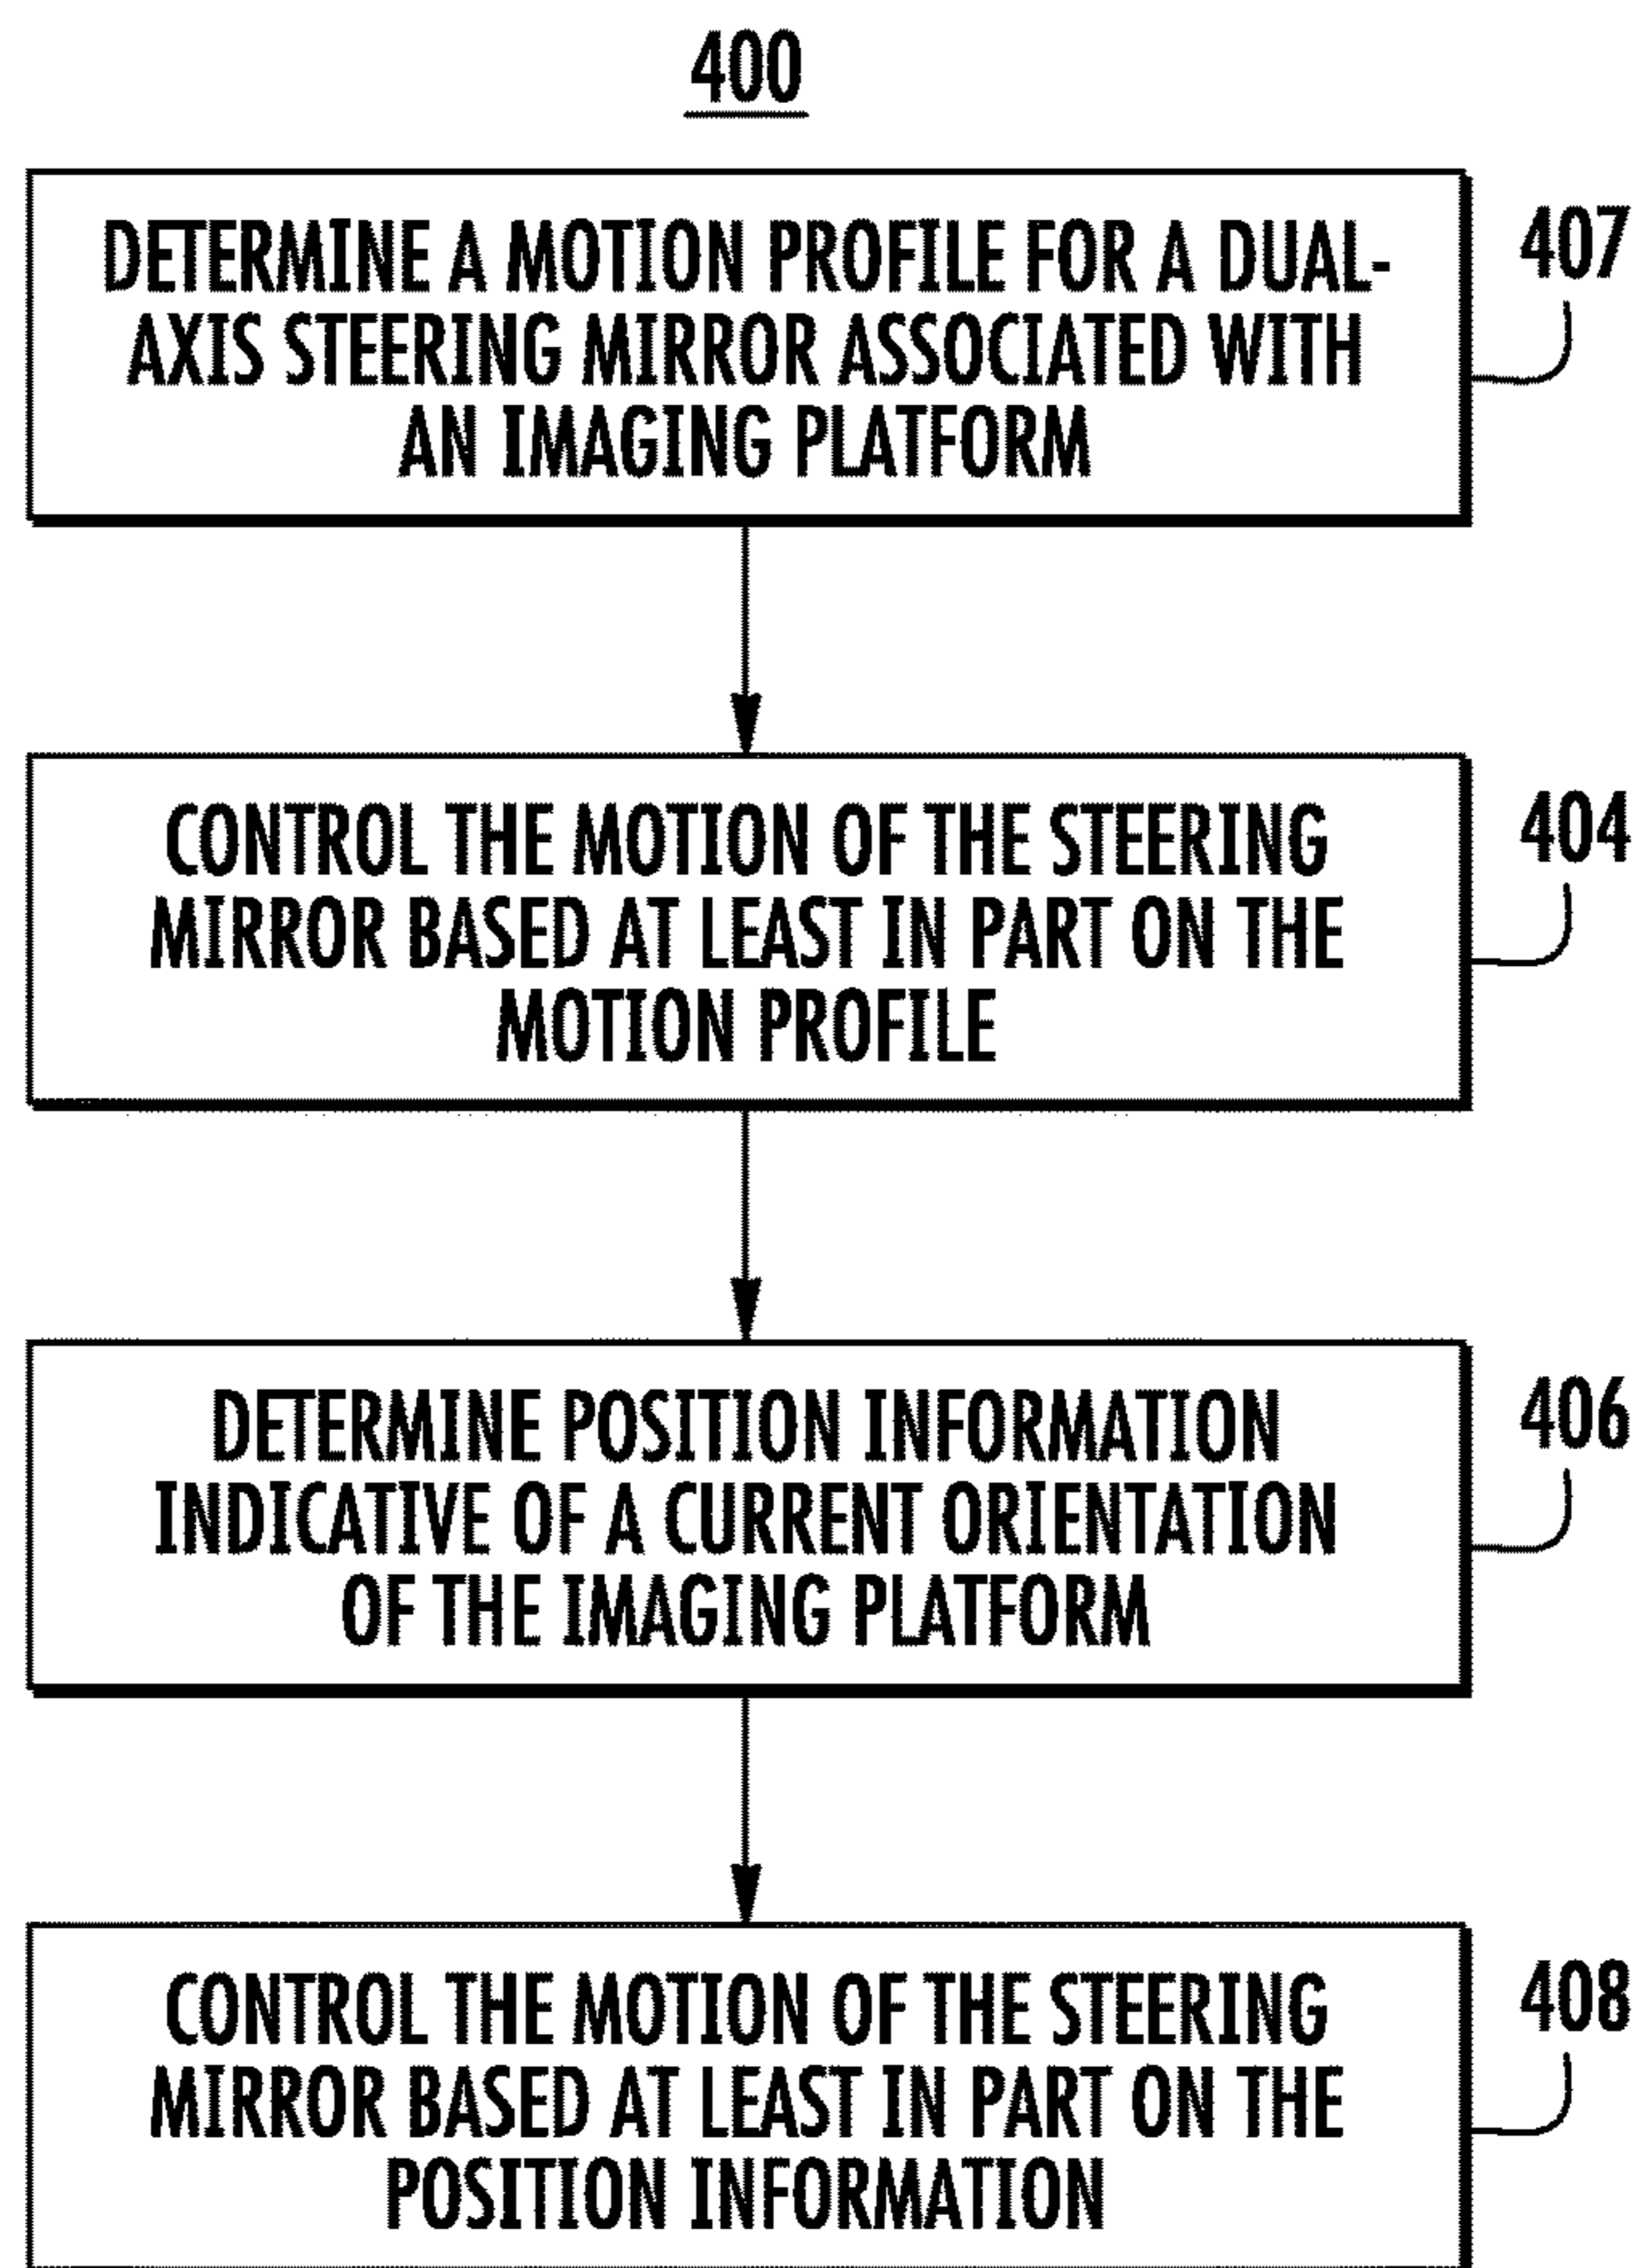 400
DETERMINE A MOTION PROFILE FOR A DUAL-
AXIS STEERING MIRROR ASSOCIATED WITH
AN IMAGING PLATFORM
407
CONTROL THE MOTION OF THE STEERING
MIRROR BASED AT LEAST IN PART ON THE
MOTION PROFILE
404
DETERMINE POSITION INFORMATION
INDICATIVE OF A CURRENT ORIENTATION
OF THE IMAGING PLATFORM
406
CONTROL THE MOTION OF THE STEERING
MIRROR BASED AT LEAST IN PART ON THE
POSITION INFORMATION
408